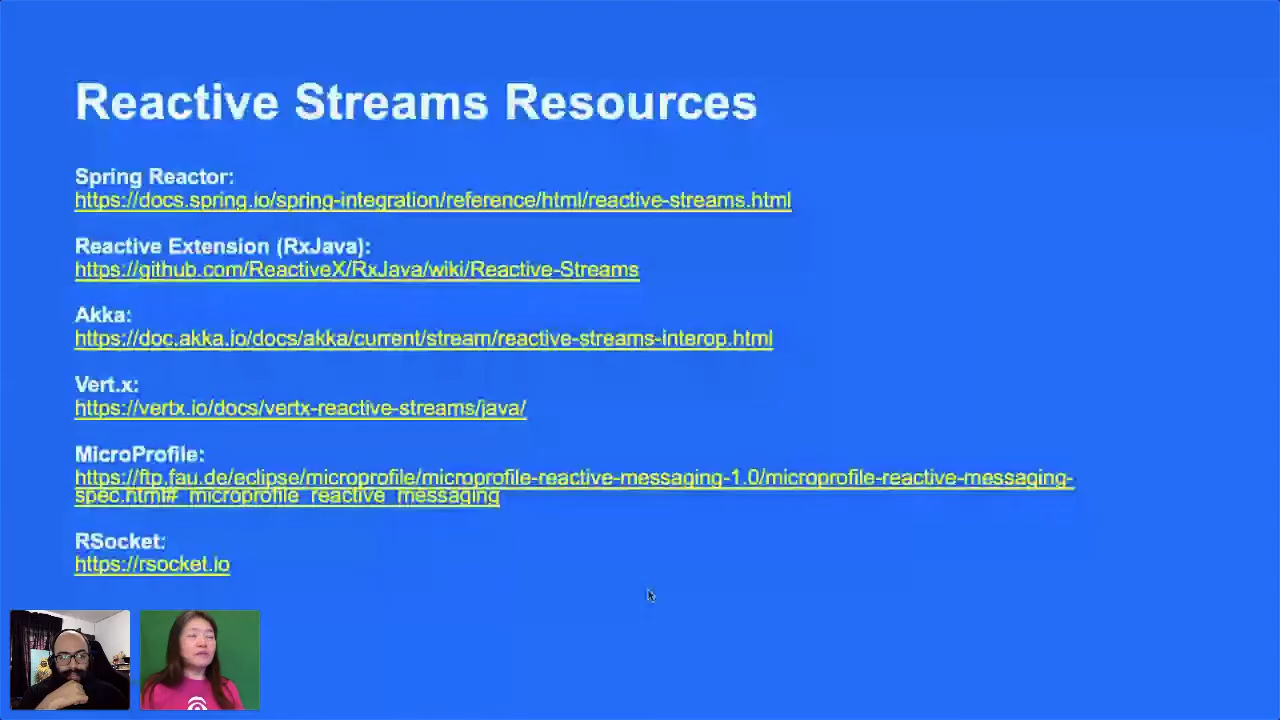 Reactive Streams Resources
Spring Reactor:
https://docs.spring.io/spring-integration/reference/html/reactive-streams.html
Reactive Extension (RxJava):
https://github.com/ReactiveX/RxJava/wiki/Reactive-Streams
Akka:
https://doc.akka.io/docs/akka/current/stream/reactive-streams-interop.html
Vert.x:
https://vertx.io/docs/vertx-reactive-streams/java/
MicroProfile:
https://ftp.fau.de/eclipse/microprofile/microprofile-reactive-messaging-1.0/microprofile-reactive-messaging-
spec.html#_microprofile_reactive_messaging
RSocket:
https://rsocket.io